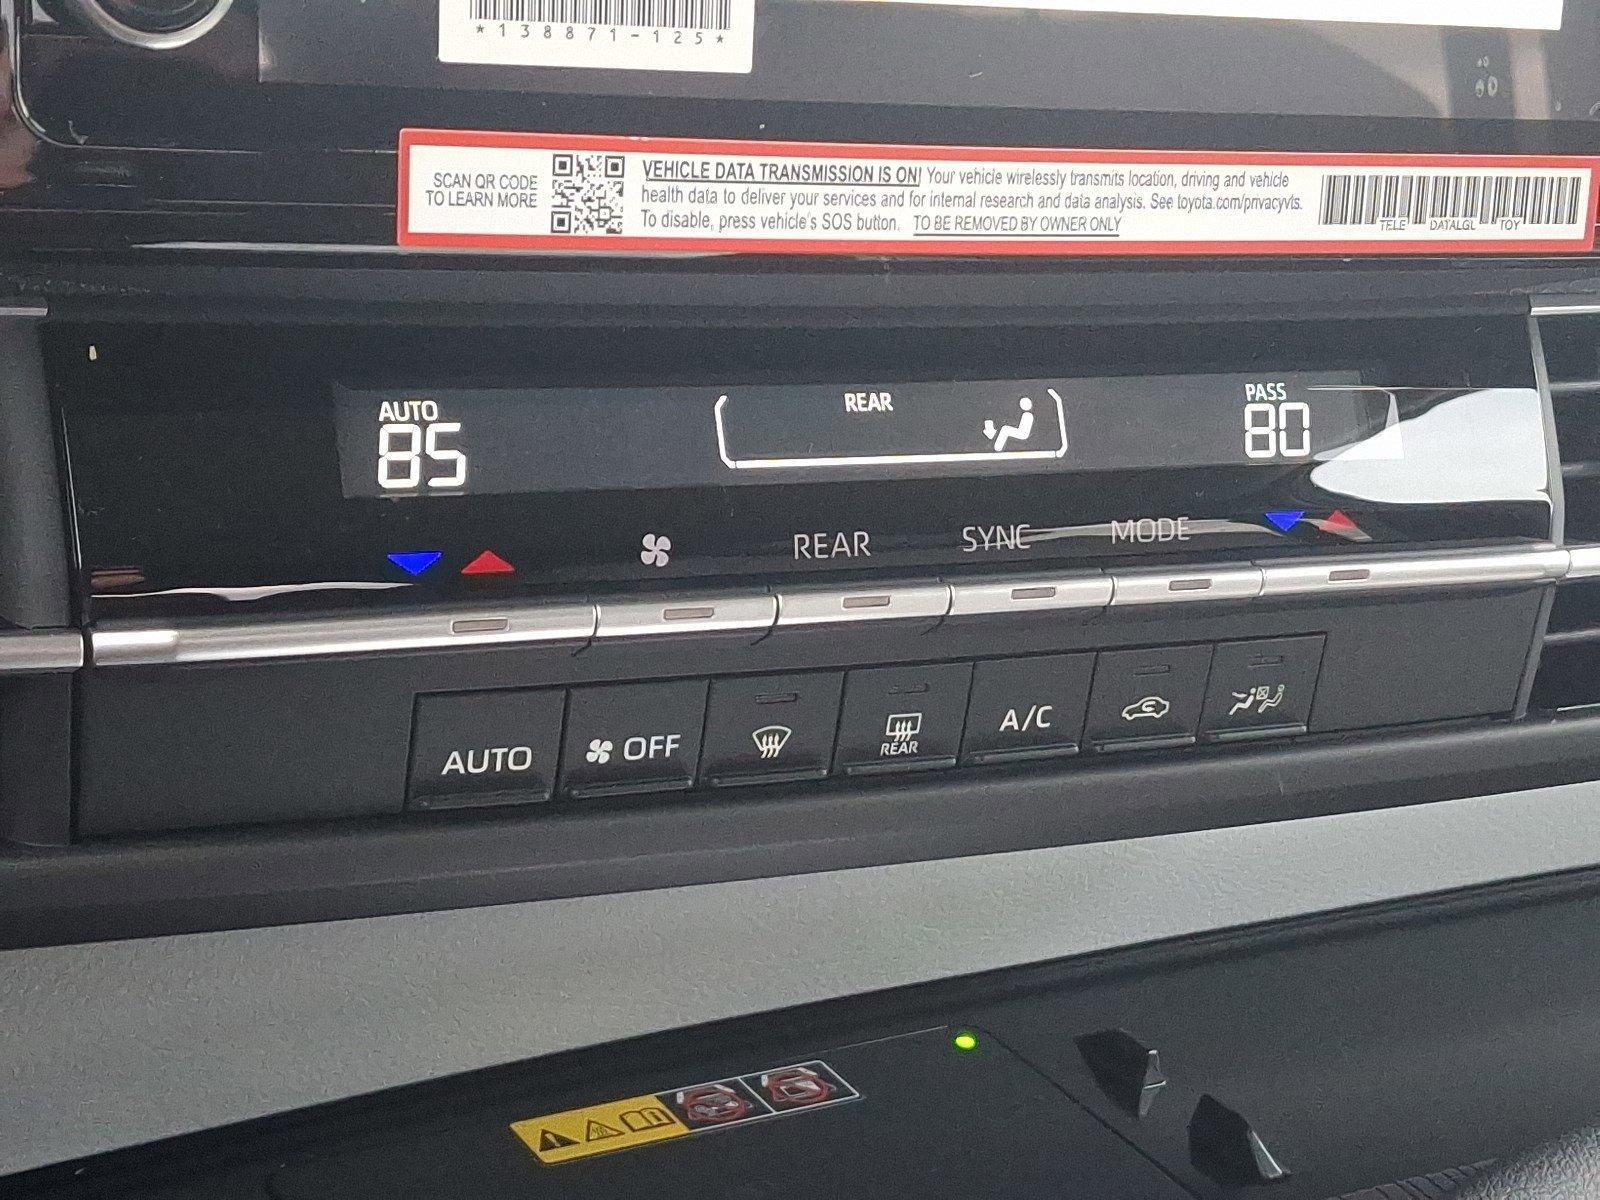 *138871-125*
SCAN QR CODE
TO LEARN MORE
VEHICLE DATA TRANSMISSION IS ON! Your vehicle wirelessly transmits location, driving and vehicle
health data to deliver your services and for internal research and data analysis. See toyota.com/privacyvts.
To disable, press vehicle's SOS button. TO BE REMOVED BY OWNER ONLY
TELE DATALGL TOY
AUTO
85
REAR
PASS
80
REAR SYNC MODE
AUTO
OFF
REAR
A/C